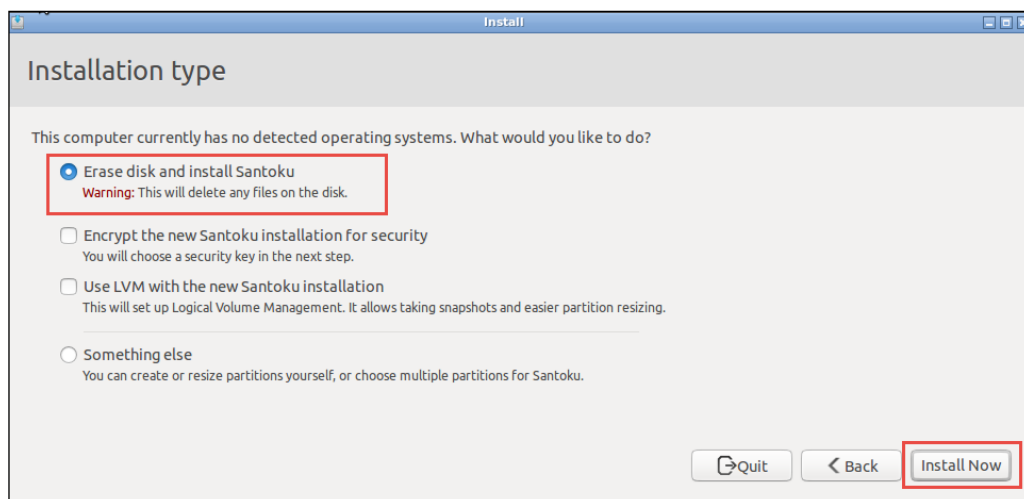 Install
Installation type
This computer currently has no detected operating systems. What would you like to do?
Erase disk and install Santoku
Warning: This will delete any files on the disk.
Encrypt the new Santoku installation for security
You will choose a security key in the next step.
Use LVM with the new Santoku installation
This will set up Logical Volume Management. It allows taking snapshots and easier partition resizing.
Something else
You can create or resize partitions yourself, or choose multiple partitions for Santoku.
Quit Back Install Now